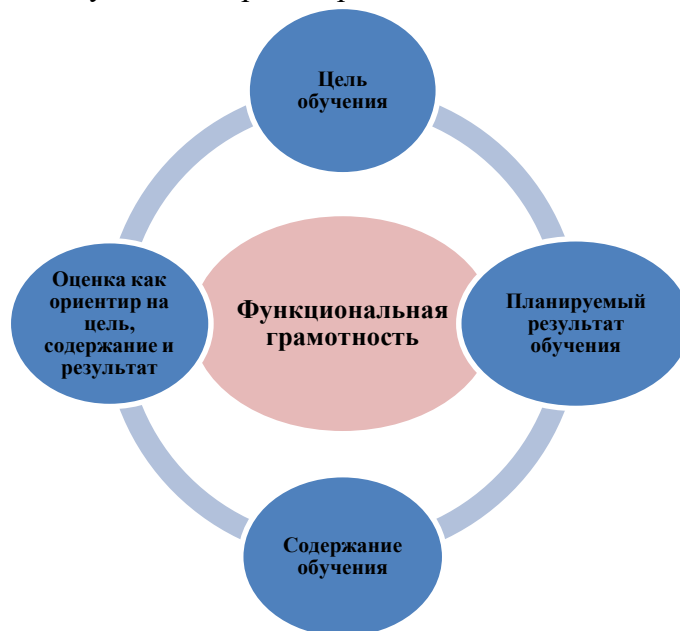 Цель
обучения
Оценка как
ориентир на
цель,
содержание и
результат
Функциональная
грамотность
Планируемый
результат
обучения
Содержание
обучения